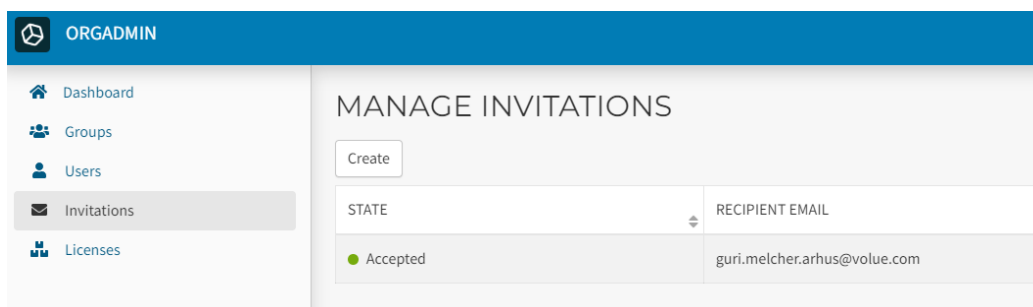 ORGADMIN
Dashboard
Groups
Users
Invitations
Licenses
MANAGE INVITATIONS
Create
STATE RECIPIENT EMAIL
Accepted guri.melcher.arhus@volue.com